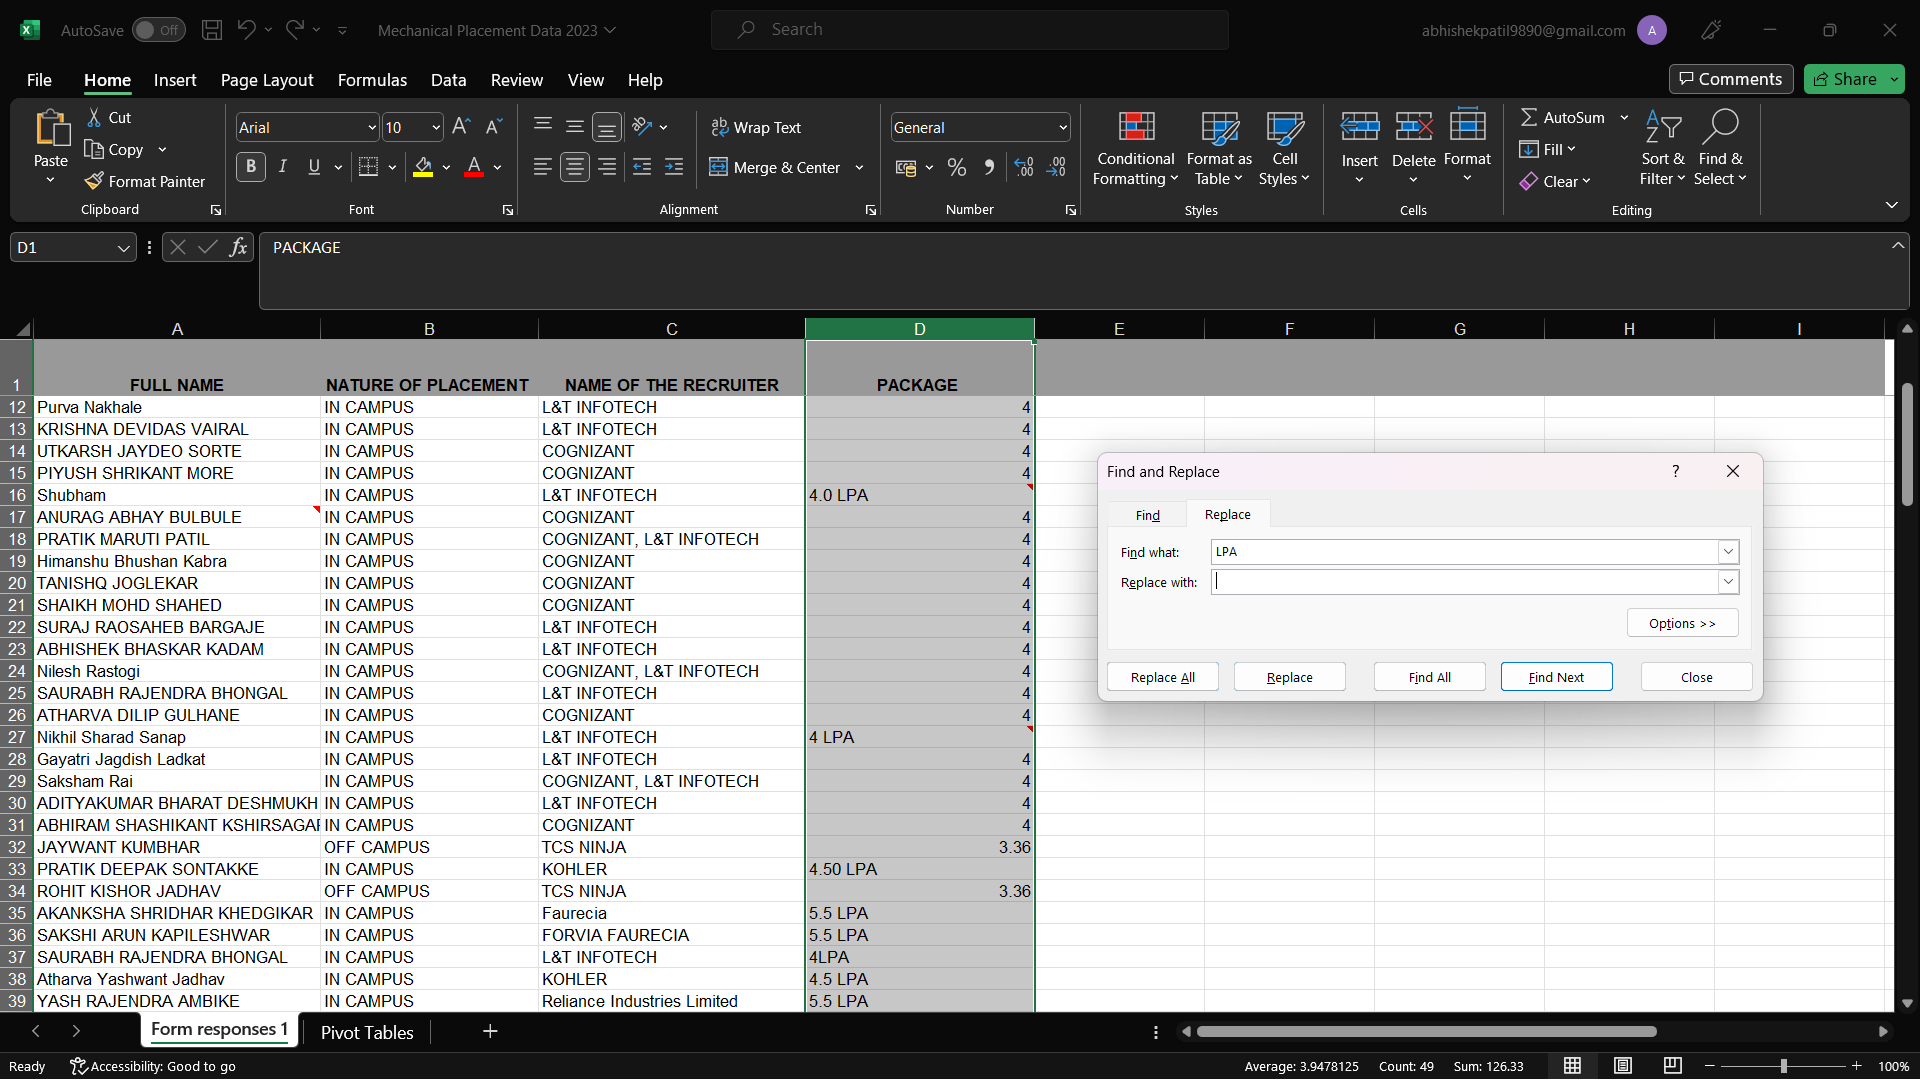 AutoSave Off Mechanical Placement Data 2023 Search abhishekpatil9890@gmail.com A
File Home Insert Page Layout Formulas Data Review View Help Comments Share
Paste Cut Copy Format Painter Clipboard
Arial 10 B I U A Font
ab Wrap Text Merge & Center Alignment
General % Number
Conditional Formatting Format as Table Cell Styles Styles
Insert Delete Format Cells
AutoSum Fill Clear Sort & Filter Find & Select Editing
D1 fx PACKAGE
A B C D E F G H I
1 FULL NAME NATURE OF PLACEMENT NAME OF THE RECRUITER PACKAGE
12 Purva Nakhale IN CAMPUS L&T INFOTECH 4
13 KRISHNA DEVIDAS VAIRAL IN CAMPUS L&T INFOTECH 4
14 UTKARSH JAYDEO SORTE IN CAMPUS COGNIZANT 4
15 PIYUSH SHRIKANT MORE IN CAMPUS COGNIZANT 4
16 Shubham IN CAMPUS L&T INFOTECH 4.0 LPA
17 ANURAG ABHAY BULBULE IN CAMPUS COGNIZANT 4
18 PRATIK MARUTI PATIL IN CAMPUS COGNIZANT, L&T INFOTECH 4
19 Himanshu Bhushan Kabra IN CAMPUS COGNIZANT 4
20 TANISHQ JOGLEKAR IN CAMPUS COGNIZANT 4
21 SHAIKH MOHD SHAHED IN CAMPUS COGNIZANT 4
22 SURAJ RAOSAHEB BARGAJE IN CAMPUS L&T INFOTECH 4
23 ABHISHEK BHASKAR KADAM IN CAMPUS L&T INFOTECH 4
24 Nilesh Rastogi IN CAMPUS COGNIZANT, L&T INFOTECH 4
25 SAURABH RAJENDRA BHONGAL IN CAMPUS L&T INFOTECH 4
26 ATHARVA DILIP GULHANE IN CAMPUS COGNIZANT 4
27 Nikhil Sharad Sanap IN CAMPUS L&T INFOTECH 4 LPA
28 Gayatri Jagdish Ladkat IN CAMPUS L&T INFOTECH 4
29 Saksham Rai IN CAMPUS COGNIZANT, L&T INFOTECH 4
30 ADITYAKUMAR BHARAT DESHMUKH IN CAMPUS L&T INFOTECH 4
31 ABHIRAM SHASHIKANT KSHIRSAGAR IN CAMPUS COGNIZANT 4
32 JAYWANT KUMBHAR OFF CAMPUS TCS NINJA 3.36
33 PRATIK DEEPAK SONTAKKE IN CAMPUS KOHLER 4.50 LPA
34 ROHIT KISHOR JADHAV OFF CAMPUS TCS NINJA 3.36
35 AKANKSHA SHRIDHAR KHEDGIKAR IN CAMPUS Faurecia 5.5 LPA
36 SAKSHI ARUN KAPILESHWAR IN CAMPUS FORVIA FAURECIA 5.5 LPA
37 SAURABH RAJENDRA BHONGAL IN CAMPUS L&T INFOTECH 4LPA
38 Atharva Yashwant Jadhav IN CAMPUS KOHLER 4.5 LPA
39 YASH RAJENDRA AMBIKE IN CAMPUS Reliance Industries Limited 5.5 LPA
Find and Replace ?
Find Replace
Find what: LPA
Replace with:
Options >>
Replace All Replace Find All Find Next Close
Form responses 1 Pivot Tables
Ready Accessibility: Good to go Average: 3.9478125 Count: 49 Sum: 126.33 100%